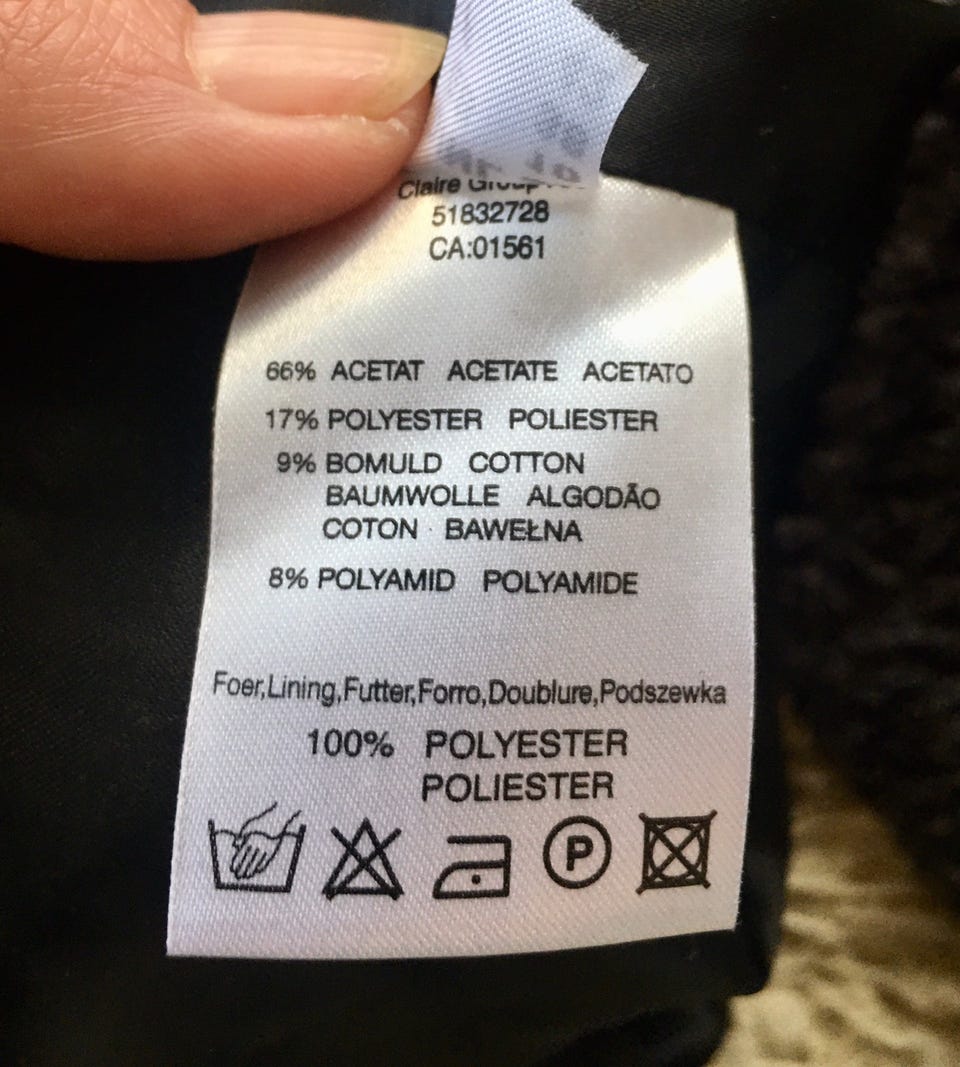 Claire
51832728
CA:01561
66% ACETAT ACETATE ACETATO
17% POLYESTER POLIESTER
9% BOMULD COTTON
BAUMWOLLE ALGODÃO
COTON · BAWEŁNA
8% POLYAMID POLYAMIDE
Foer,Lining,Futter,Forro,Doublure,Podszewka
100% POLYESTER
POLIESTER
P